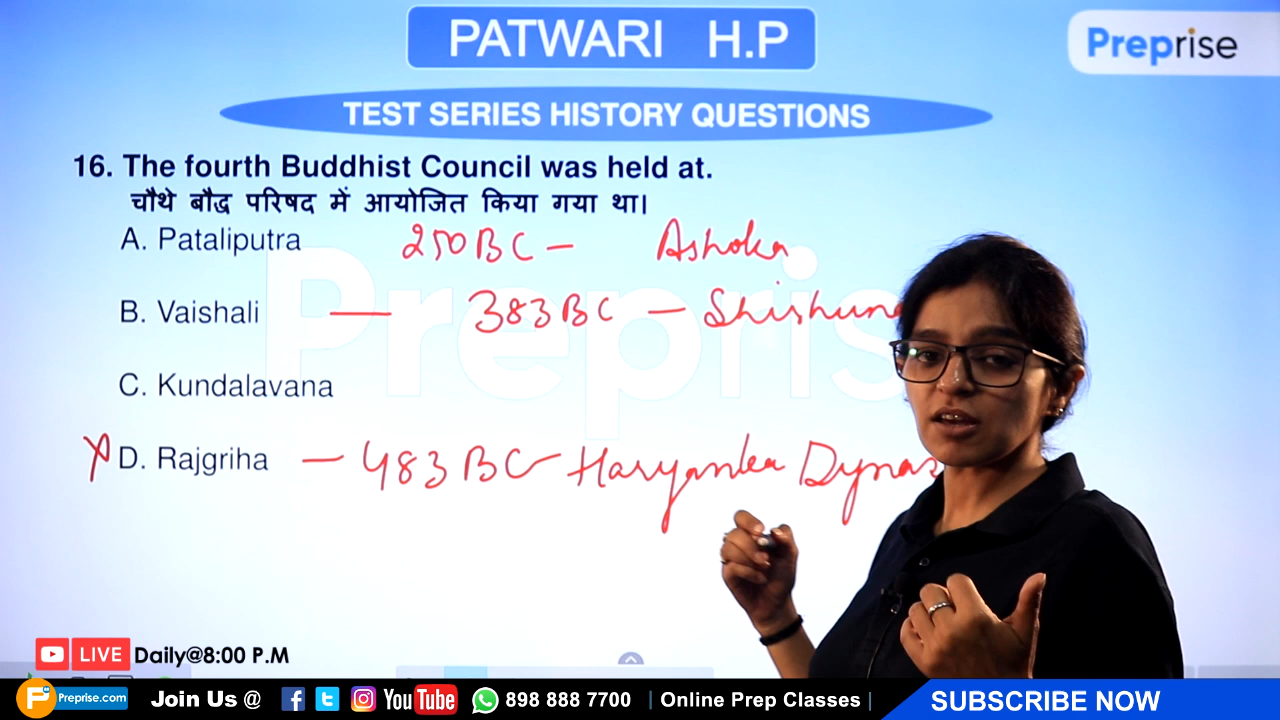 PATWARI H.P
Preprise
TEST SERIES HISTORY QUESTIONS
16. The fourth Buddhist Council was held at.
चौथे बौद्ध परिषद में आयोजित किया गया था।
A. Pataliputra 250 BC - Ashoka
B. Vaishali — 383 BC - Shishun
C. Kundalavana
X D. Rajgriha - 483 BC - Haryanka Dynas
Preprise
LIVE Daily@8:00 P.M
Preprise.com Join Us @ YouTube 898 888 7700 | Online Prep Classes | SUBSCRIBE NOW